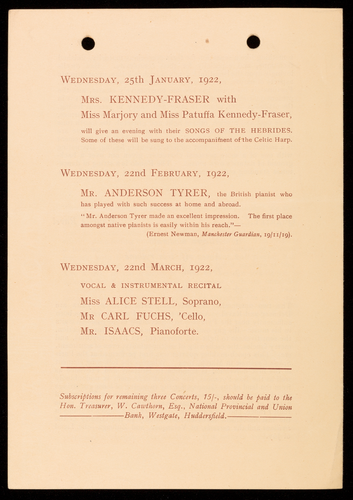 Wednesday, 25th January, 1922,
Mrs. KENNEDY-FRASER with
Miss Marjory and Miss Patuffa Kennedy-Fraser,
will give an evening with their SONGS OF THE HEBRIDES.
Some of these will be sung to the accompaniment of the Celtic Harp.
Wednesday, 22nd February, 1922,
Mr. ANDERSON TYRER, the British pianist who
has played with such success at home and abroad.
"Mr. Anderson Tyrer made an excellent impression. The first place
amongst native pianists is easily within his reach."—
(Ernest Newman, Manchester Guardian, 19/11/19).
Wednesday, 22nd March, 1922,
VOCAL & INSTRUMENTAL RECITAL
Miss ALICE STELL, Soprano,
Mr CARL FUCHS, 'Cello,
Mr. ISAACS, Pianoforte.
Subscriptions for remaining three Concerts, 15/-, should be paid to the
Hon. Treasurer, W. Cawthern, Esq., National Provincial and Union
Bank, Westgate, Huddersfield.